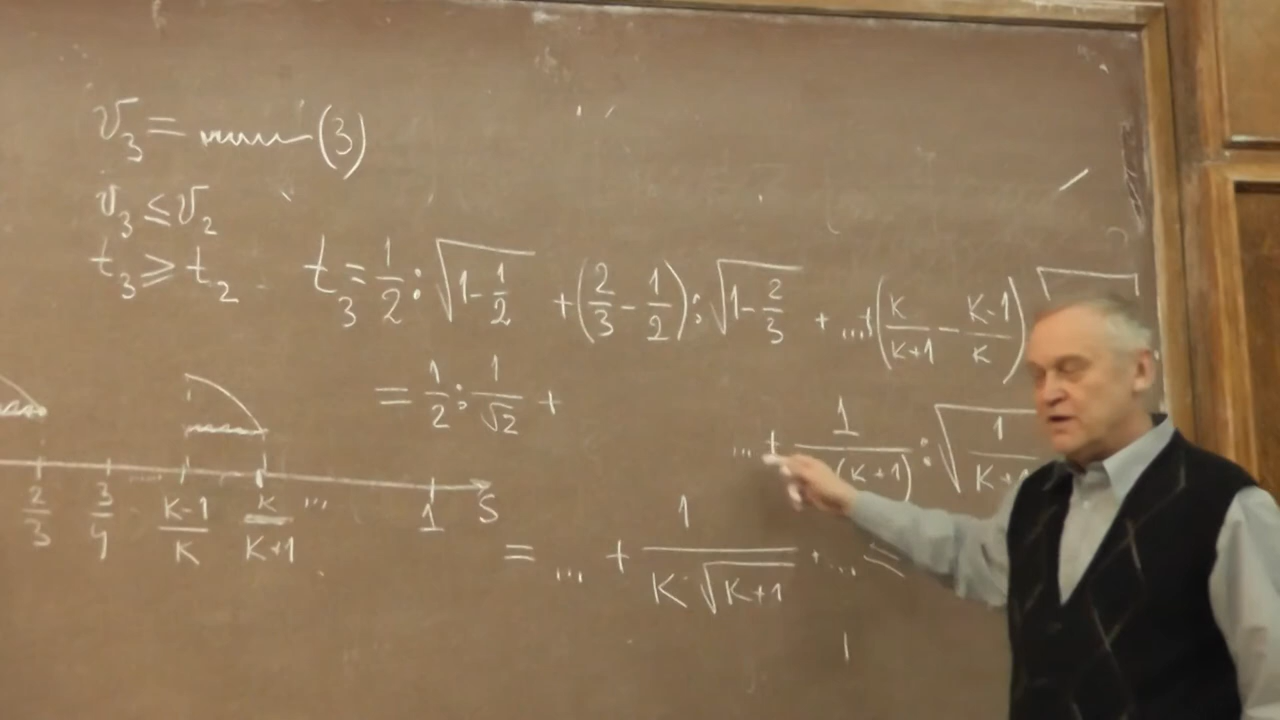 v₃ = (3)
v₃ ≤ v₂
t₃ ≥ t₂
t₃ = 1/2 : √(1 - 1/2) + (2/3 - 1/2) : √(1 - 2/3) + ... + (K/(K+1) - (K-1)/K)
= 1/2 : 1/√2 +
... + 1/(K+1) : √(1/K+
2/3 3/4 (K-1)/K K/(K+1) ... 1 S
= ... + 1/(K·√(K+1)) + ... ≤